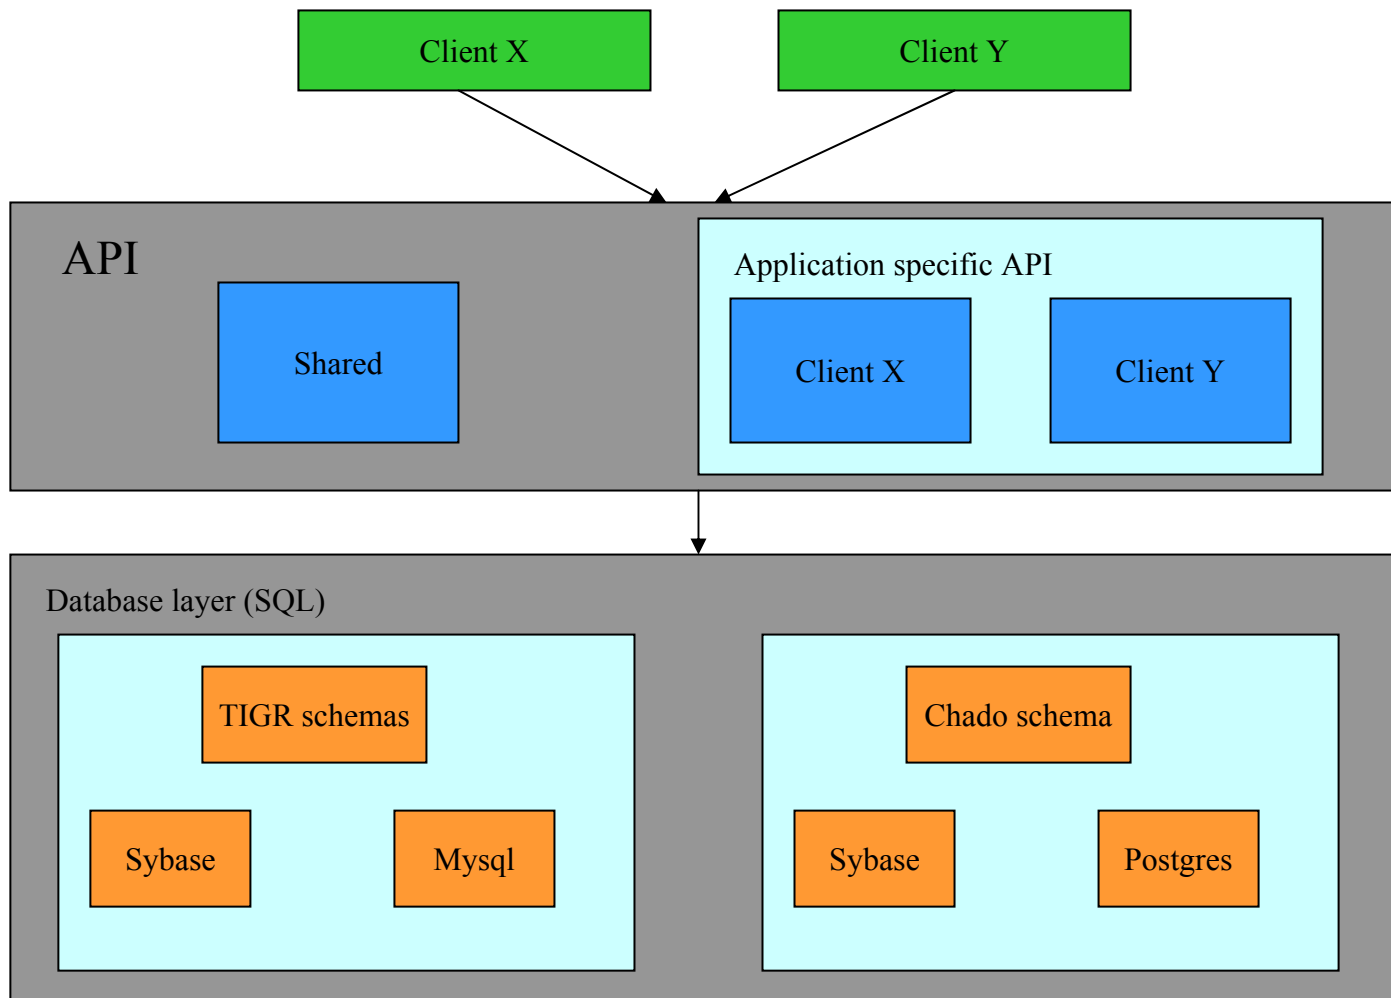 Client X
Client Y
API
Application specific API
Shared
Client X
Client Y
Database layer (SQL)
TIGR schemas
Chado schema
Sybase
Mysql
Sybase
Postgres